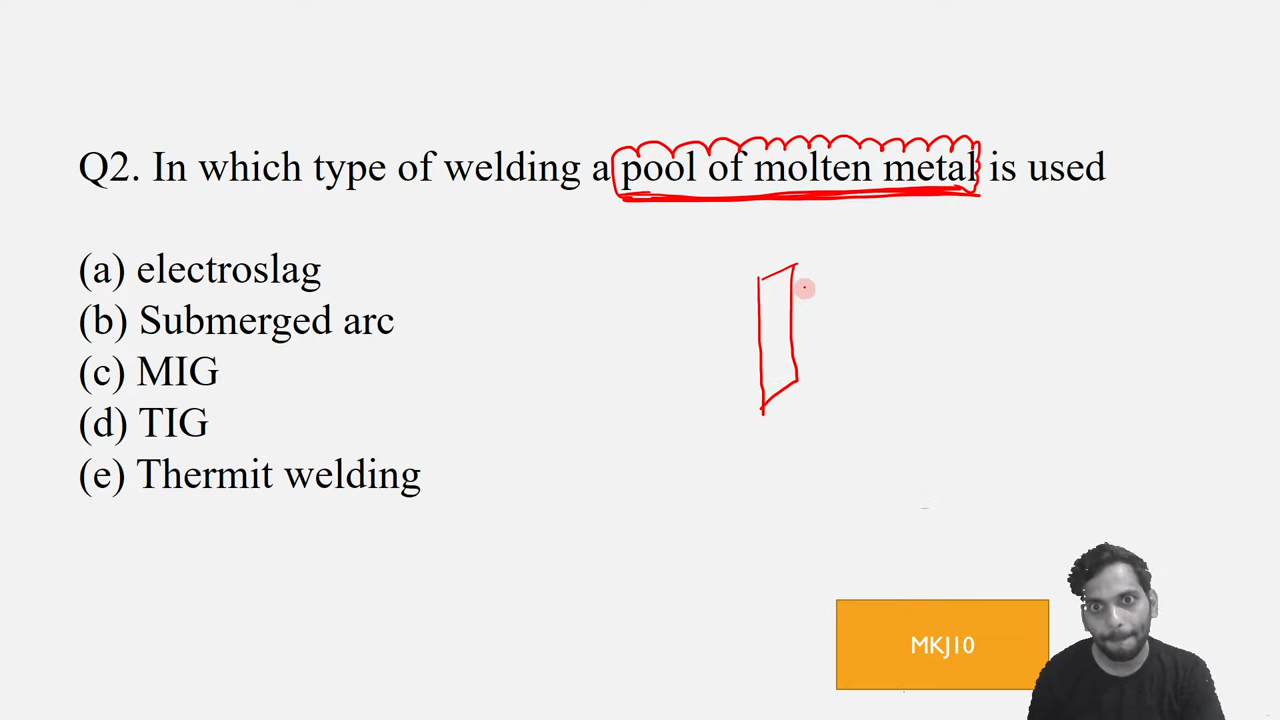 Q2. In which type of welding a pool of molten metal is used
(a) electroslag
(b) Submerged arc
(c) MIG
(d) TIG
(e) Thermit welding
MKJ10